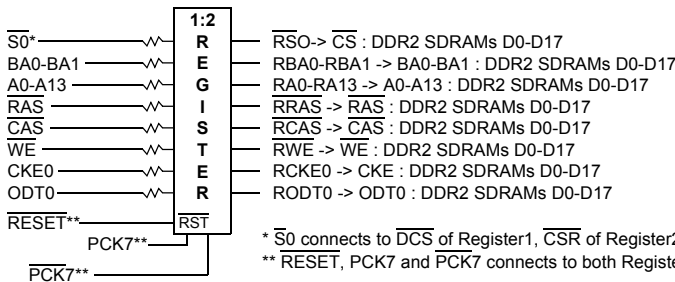 1:2
S0* R RSO-> CS : DDR2 SDRAMs D0-D17
BA0-BA1 E RBA0-RBA1 -> BA0-BA1 : DDR2 SDRAMs D0-D17
A0-A13 G RA0-RA13 -> A0-A13 : DDR2 SDRAMs D0-D17
RAS I RRAS -> RAS : DDR2 SDRAMs D0-D17
CAS S RCAS -> CAS : DDR2 SDRAMs D0-D17
WE T RWE -> WE : DDR2 SDRAMs D0-D17
CKE0 E RCKE0 -> CKE : DDR2 SDRAMs D0-D17
ODT0 R RODT0 -> ODT0 : DDR2 SDRAMs D0-D17
RESET** RST
PCK7**
PCK7**
* S0 connects to DCS of Register1, CSR of Register2
** RESET, PCK7 and PCK7 connects to both